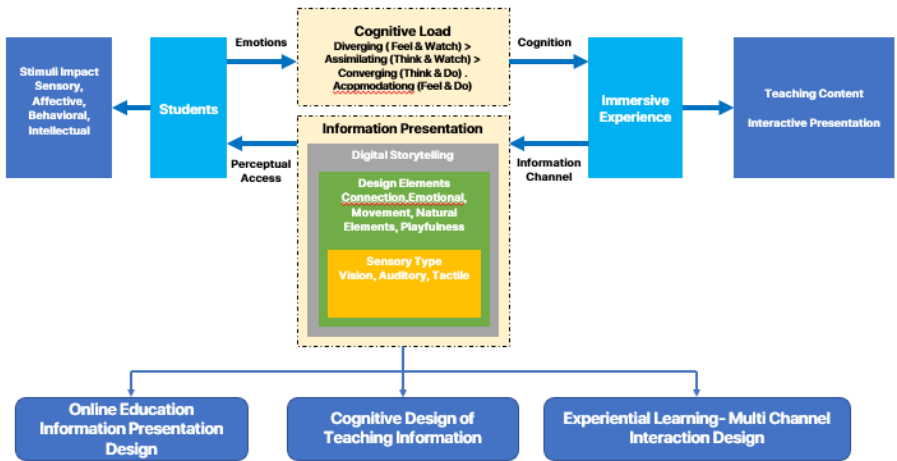 Cognitive Load
Diverging ( Feel & Watch) >
Assimilating (Think & Watch) >
Converging (Think & Do) .
Acopmodationg (Feel & Do)
Emotions
Cognition
Stimuli Impact
Sensory,
Affective,
Behavioral,
Intellectual
Students
Immersive
Experience
Teaching Content
Interactive Presentation
Information Presentation
Perceptual
Access
Information
Channel
Digital Storytelling
Design Elements
Connection,Emotional,
Movement, Natural
Elements, Playfulness
Sensory Type
Vision, Auditory, Tactile
Online Education
Information Presentation
Design
Cognitive Design of
Teaching Information
Experiential Learning- Multi Channel
Interaction Design